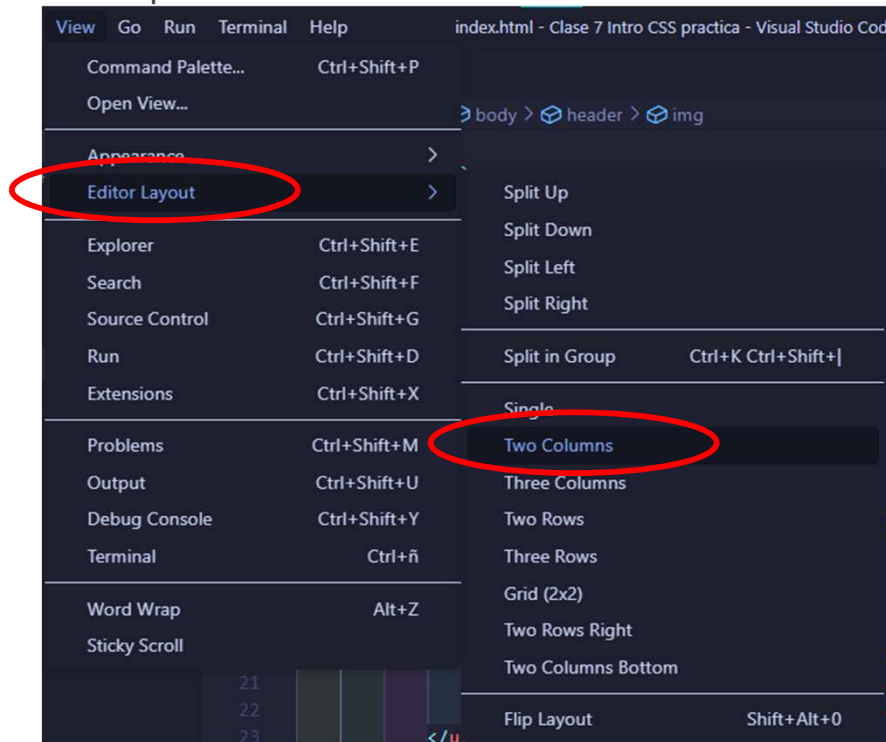 View Go Run Terminal Help index.html - Clase 7 Intro CSS practica - Visual Studio Cod
Command Palette... Ctrl+Shift+P
Open View...
body > header > img
Appearance >
Editor Layout >
Explorer Ctrl+Shift+E
Search Ctrl+Shift+F
Source Control Ctrl+Shift+G
Run Ctrl+Shift+D
Extensions Ctrl+Shift+X
Problems Ctrl+Shift+M
Output Ctrl+Shift+U
Debug Console Ctrl+Shift+Y
Terminal Ctrl+ñ
Word Wrap Alt+Z
Sticky Scroll
Split Up
Split Down
Split Left
Split Right
Split in Group Ctrl+K Ctrl+Shift+|
Single
Two Columns
Three Columns
Two Rows
Three Rows
Grid (2x2)
Two Rows Right
Two Columns Bottom
Flip Layout Shift+Alt+0
21
22
23 </u